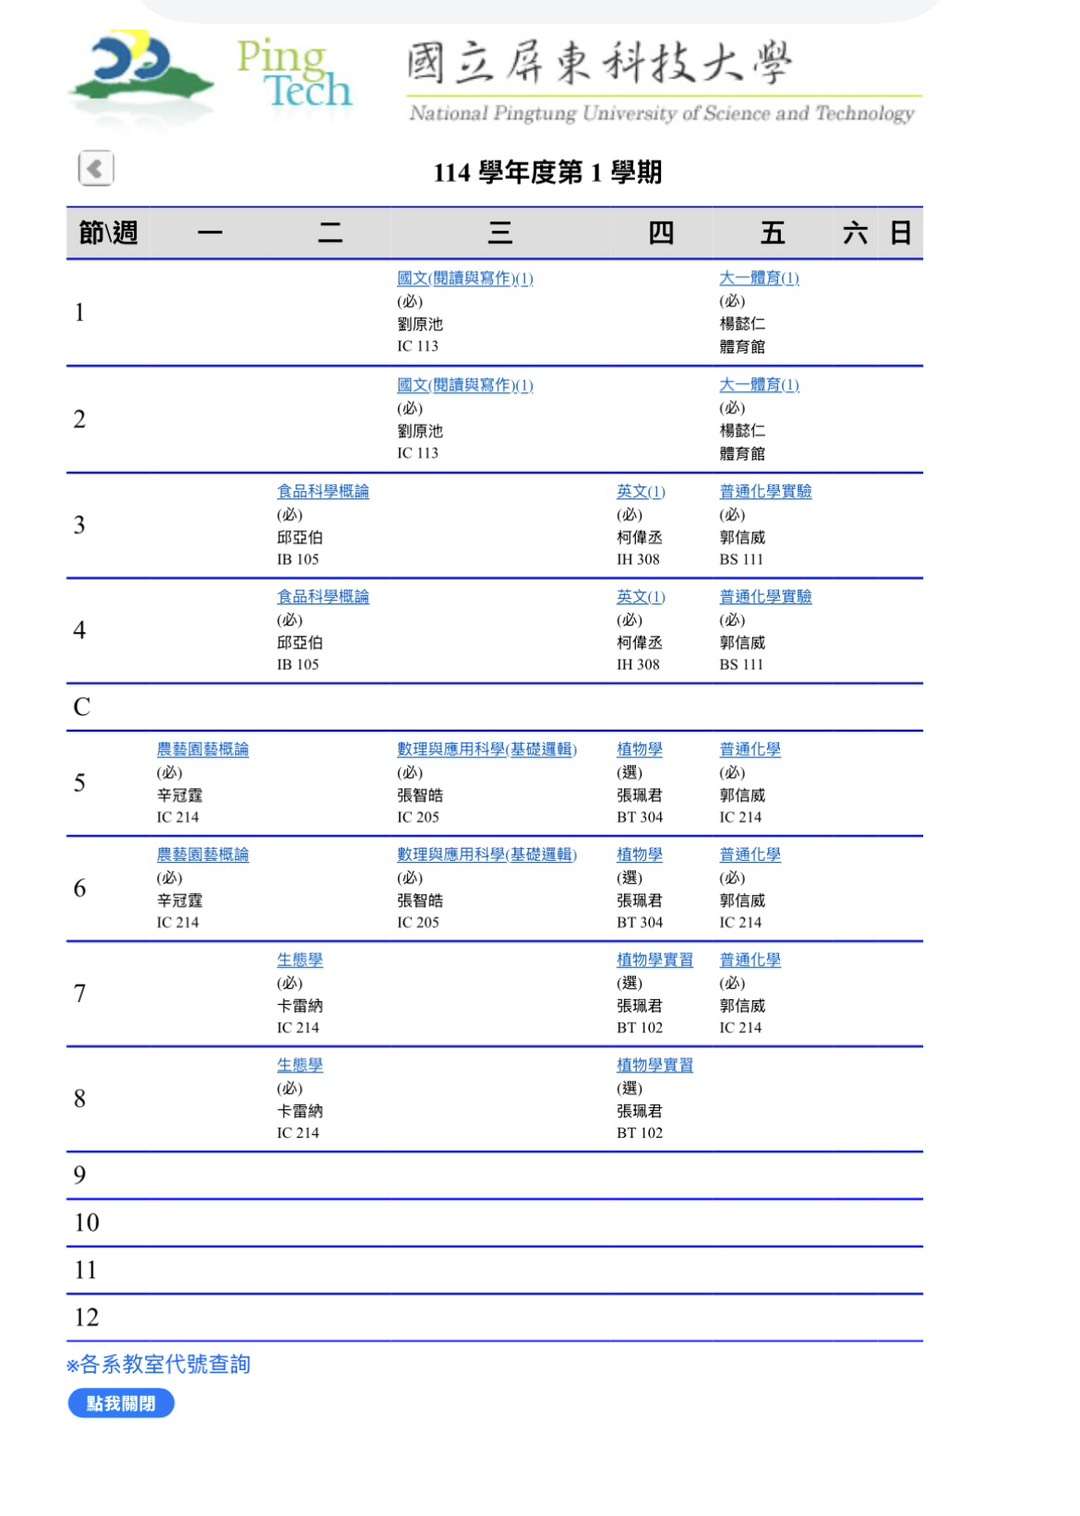 Ping
Tech
國立屏東科技大學
National Pingtung University of Science and Technology
114 學年度第 1 學期
節\週 一 二 三 四 五 六 日
1
國文(閱讀與寫作)(1)
(必)
劉原池
IC 113
大一體育(1)
(必)
楊懿仁
體育館
2
國文(閱讀與寫作)(1)
(必)
劉原池
IC 113
大一體育(1)
(必)
楊懿仁
體育館
3
食品科學概論
(必)
邱亞伯
IB 105
英文(1)
(必)
柯偉丞
IH 308
普通化學實驗
(必)
郭信威
BS 111
4
食品科學概論
(必)
邱亞伯
IB 105
英文(1)
(必)
柯偉丞
IH 308
普通化學實驗
(必)
郭信威
BS 111
C
5
農藝園藝概論
(必)
辛冠霆
IC 214
數理與應用科學(基礎邏輯)
(必)
張智皓
IC 205
植物學
(選)
張珮君
BT 304
普通化學
(必)
郭信威
IC 214
6
農藝園藝概論
(必)
辛冠霆
IC 214
數理與應用科學(基礎邏輯)
(必)
張智皓
IC 205
植物學
(選)
張珮君
BT 304
普通化學
(必)
郭信威
IC 214
7
生態學
(必)
卡雷納
IC 214
植物學實習
(選)
張珮君
BT 102
普通化學
(必)
郭信威
IC 214
8
生態學
(必)
卡雷納
IC 214
植物學實習
(選)
張珮君
BT 102
9
10
11
12
※各系教室代號查詢
點我關閉